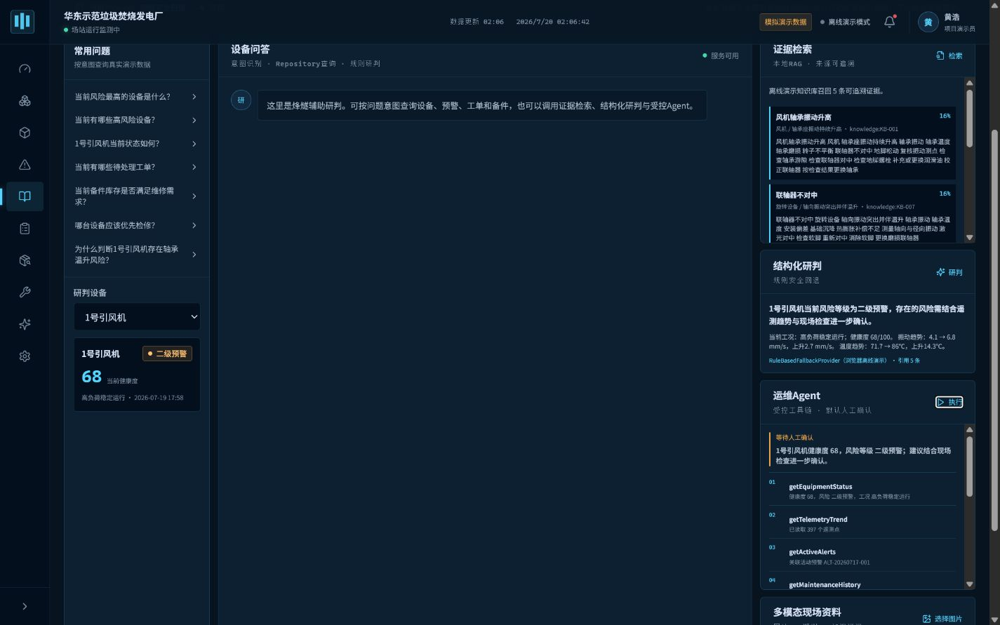 华东示范垃圾焚烧发电厂
场站运行监测中
数据更新 02:06 2026/7/20 02:06:42
模拟演示数据
离线演示模式
黄
黄浩
项目演示员
常用问题
按意图查询真实演示数据
当前风险最高的设备是什么？
当前有哪些高风险设备？
1号引风机当前状态如何？
当前有哪些待处理工单？
当前备件库存是否满足维修需
求？
哪台设备应该优先检修？
为什么判断1号引风机存在轴承
温升风险？
研判设备
1号引风机
1号引风机
二级预警
68 当前健康度
高负荷稳定运行 • 2026-07-19 17:58
设备问答
意图识别 · Repository查询 · 规则研判
服务可用
研
这里是烽燧辅助研判。可按问题意图查询设备、预警、工单和备件，也可以调用证据检索、结构化研判与受控Agent。
证据检索
本地RAG · 来源可追溯
检索
离线演示知识库召回 5 条可追溯证据。
风机轴承振动升高 16%
风机 / 轴承座振动持续升高 • knowledge:KB-001
风机轴承振动升高 风机 轴承座振动持续升高 轴承振动 轴承温度
轴承磨损 转子不平衡 联轴器不对中 地脚松动 复核振动测点 检
查轴承游隙 检查联轴器对中 检查地脚螺栓 补充或更换润滑油 校
正联轴器 按检查结果更换轴承
联轴器不对中 16%
旋转设备 / 轴向振动突出并伴温升 • knowledge:KB-007
联轴器不对中 旋转设备 轴向振动突出并伴温升 轴承振动 轴承温
度 安装偏差 基础沉降 热膨胀补偿不足 测量轴向与径向振动 激
光对中 检查软脚 重新对中 消除软脚 更换磨损联轴器
结构化研判
规则安全回退
研判
1号引风机当前风险等级为二级预警，存在的风险需结合遥
测趋势与现场检查进一步确认。
当前工况：高负荷稳定运行；健康度 68/100。 振动趋势：4.1 → 6.8
mm/s，上升2.7 mm/s。 温度趋势：71.7 → 86℃，上升14.3℃。
RuleBasedFallbackProvider（浏览器离线演示） • 引用 5 条
运维Agent
受控工具链 · 默认人工确认
执行
等待人工确认
1号引风机健康度 68，风险等级 二级预警；建议结合现场
检查进一步确认。
01
getEquipmentStatus
健康度 68，风险 二级预警，工况 高负荷稳定运行
02
getTelemetryTrend
已读取 397 个遥测点
03
getActiveAlerts
关联活动预警 ALT-20260717-001
04
getMaintenanceHistory
多模态现场资料
选择图片